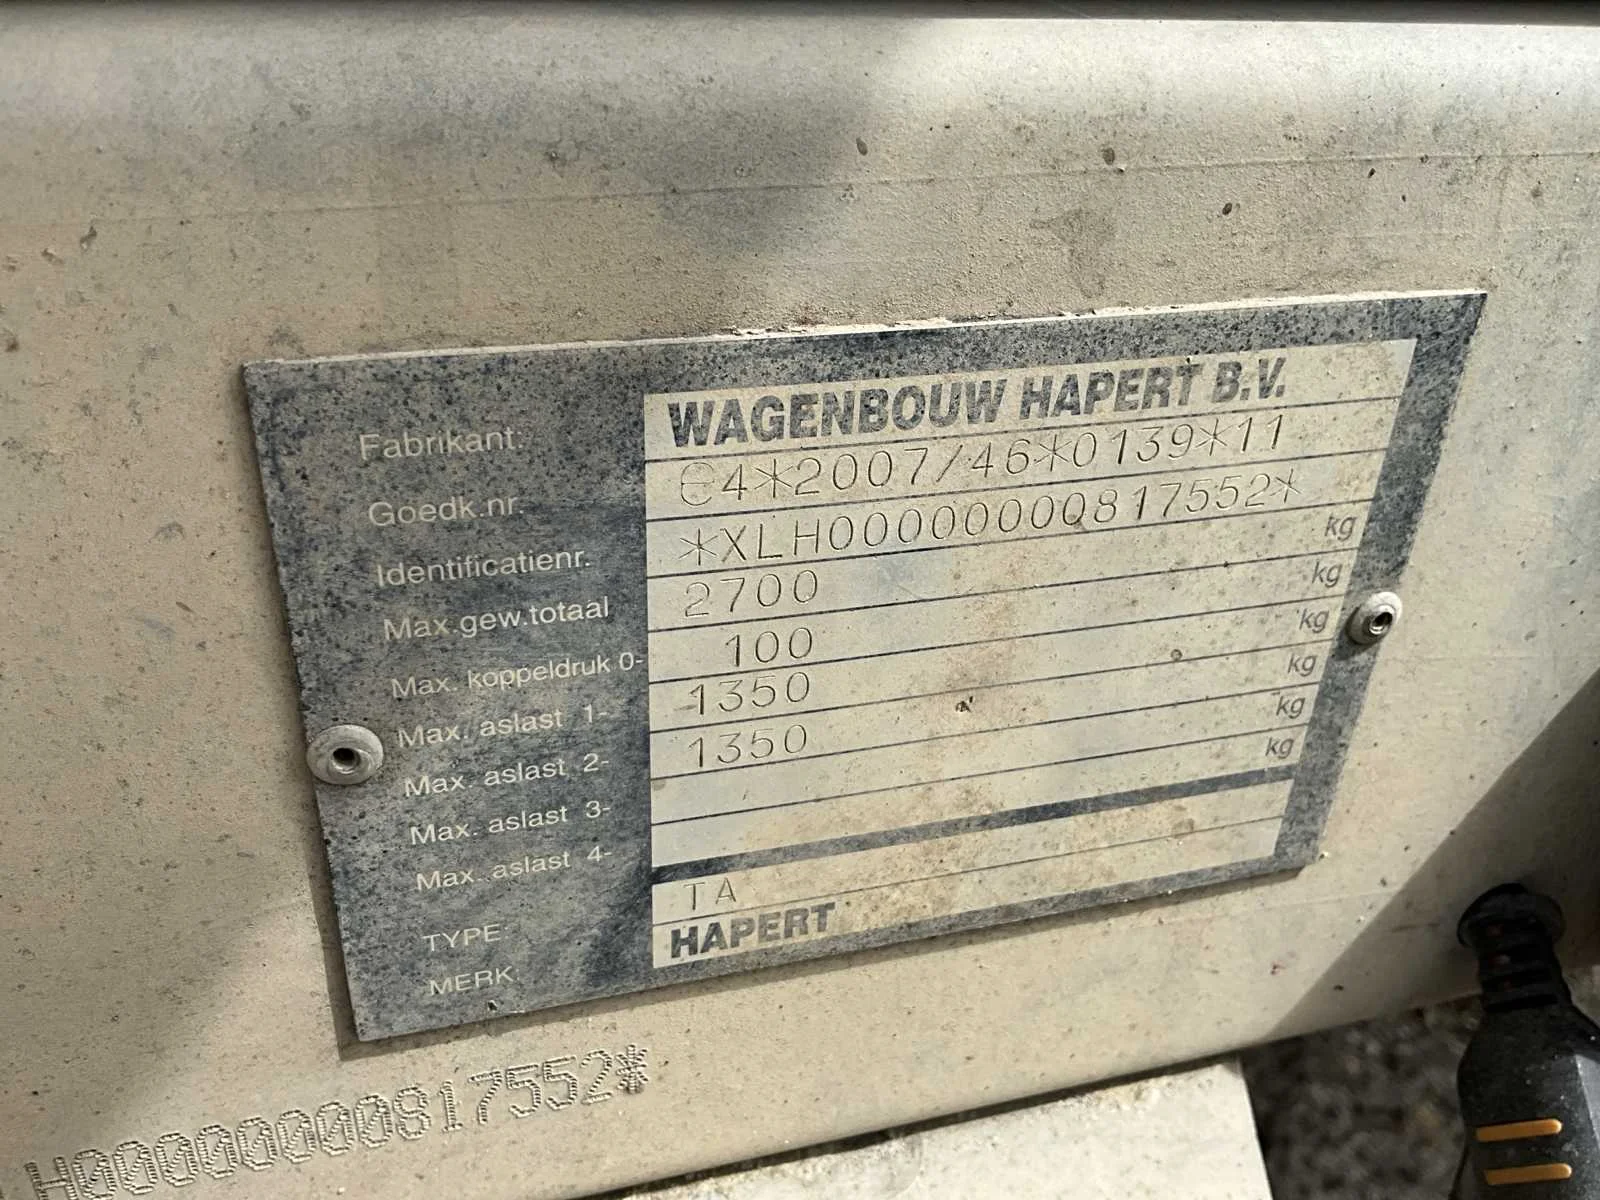 Fabrikant: WAGENBOUW HAPERT B.V.
Goedk.nr. e4*2007/46*0139*11
Identificatienr. *XLH00000000817552*
Max.gew.totaal 2700 kg
Max. koppeldruk 0- 100 kg
Max. aslast 1- 1350 kg
Max. aslast 2- 1350 kg
Max. aslast 3- kg
Max. aslast 4- kg
TYPE: TA
MERK: HAPERT
H00000000817552*